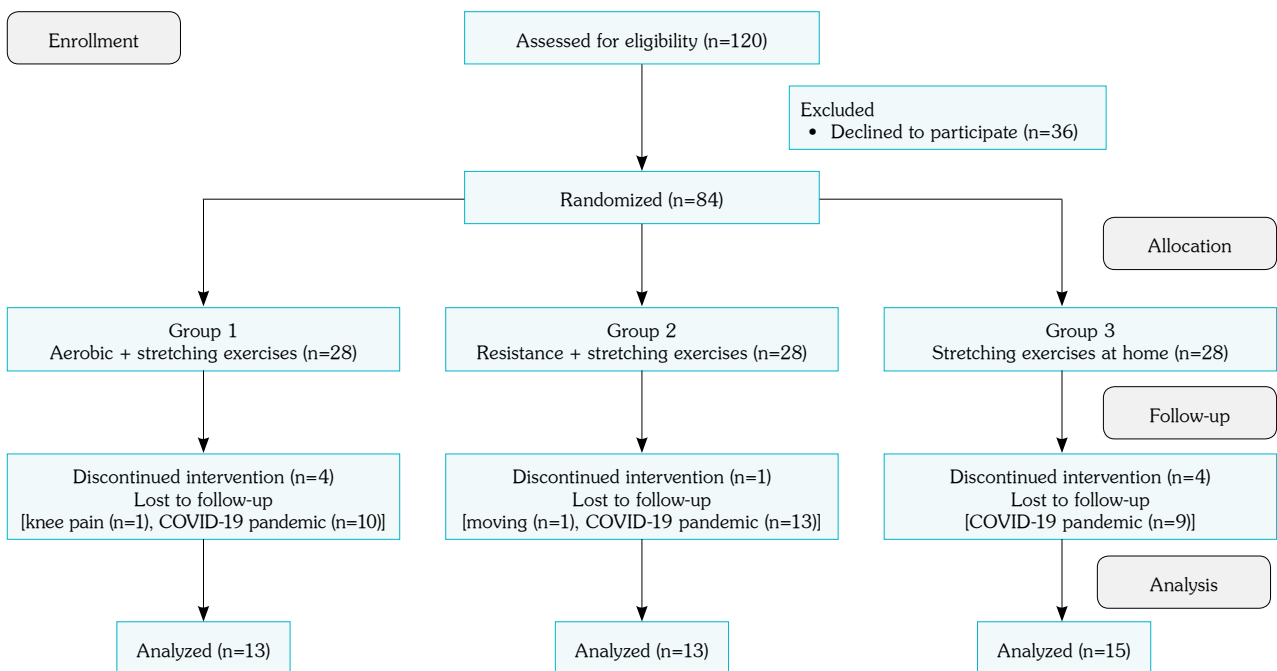 Enrollment
Assessed for eligibility (n=120)
Excluded
• Declined to participate (n=36)
Randomized (n=84)
Allocation
Group 1
Aerobic + stretching exercises (n=28)
Group 2
Resistance + stretching exercises (n=28)
Group 3
Stretching exercises at home (n=28)
Follow-up
Discontinued intervention (n=4)
Lost to follow-up
[knee pain (n=1), COVID-19 pandemic (n=10)]
Discontinued intervention (n=1)
Lost to follow-up
[moving (n=1), COVID-19 pandemic (n=13)]
Discontinued intervention (n=4)
Lost to follow-up
[COVID-19 pandemic (n=9)]
Analysis
Analyzed (n=13)
Analyzed (n=13)
Analyzed (n=15)